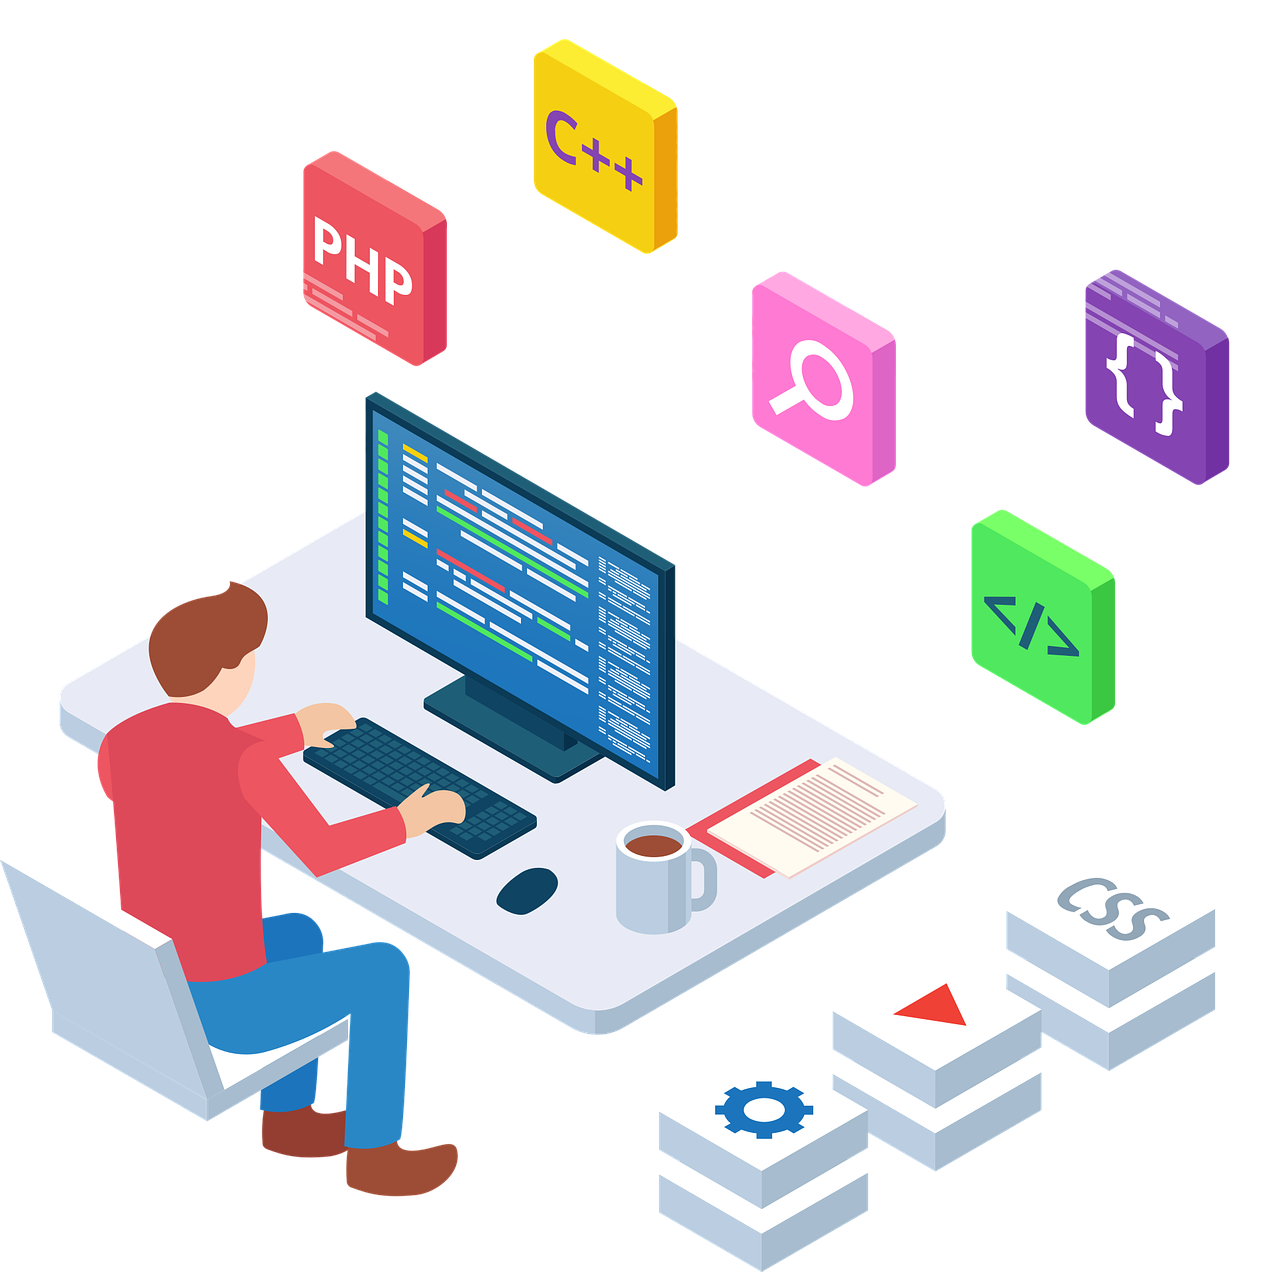 C++
PHP
{}
</>
CSS